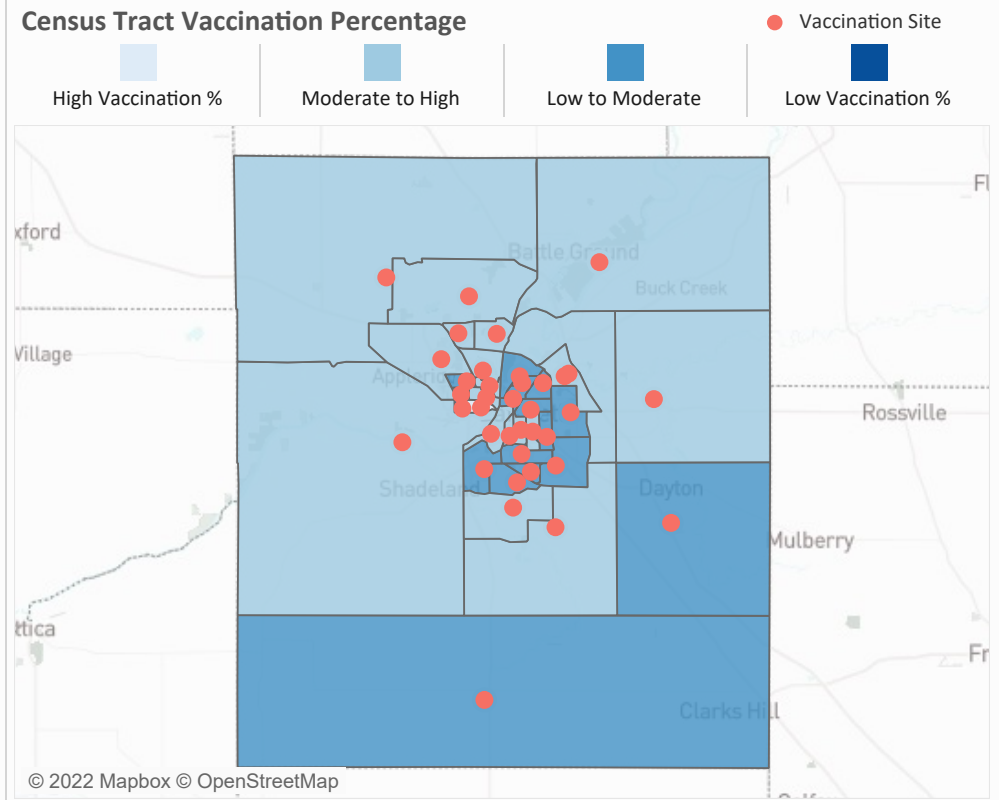 Census Tract Vaccination Percentage
Vaccination Site
High Vaccination %
Moderate to High
Low to Moderate
Low Vaccination %
Fl
xford
Battle Ground
Buck Creek
Village
Rossville
Shadeland
Dayton
Mulberry
ttica
Fr
Clarks Hill
© 2022 Mapbox © OpenStreetMap